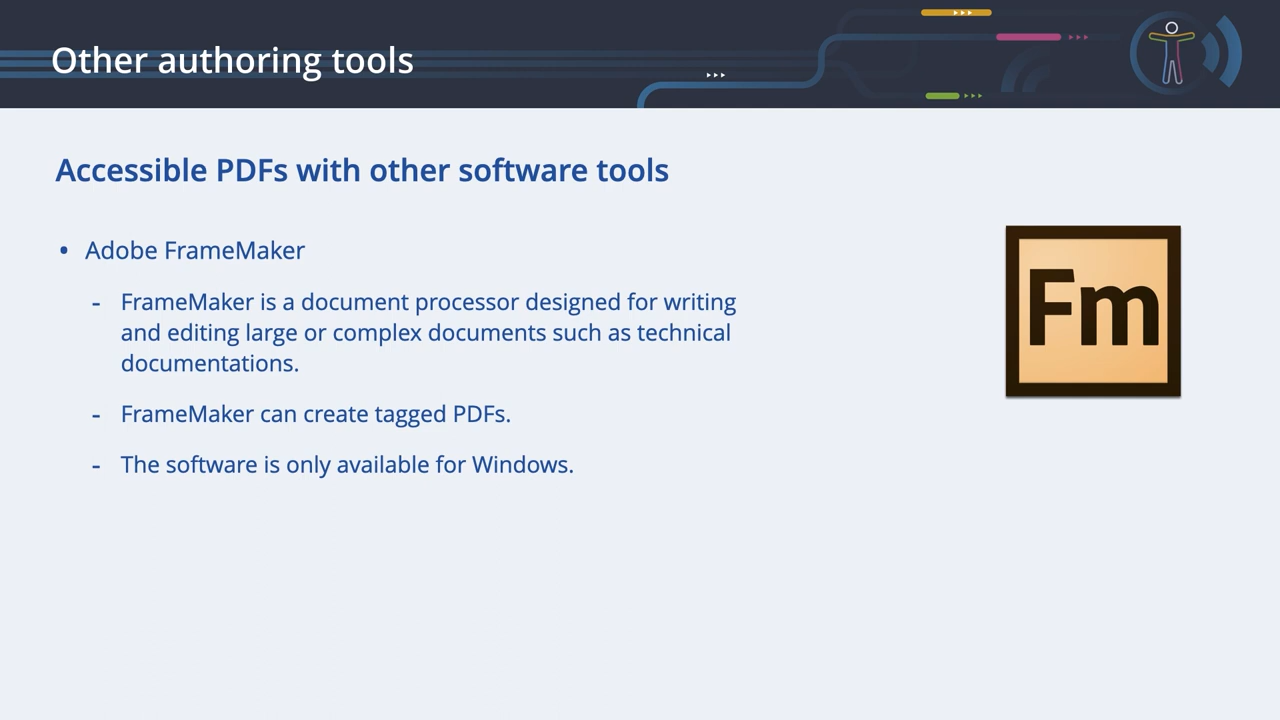 Other authoring tools
Accessible PDFs with other software tools
• Adobe FrameMaker
- FrameMaker is a document processor designed for writing
and editing large or complex documents such as technical
documentations.
- FrameMaker can create tagged PDFs.
- The software is only available for Windows.
Fm